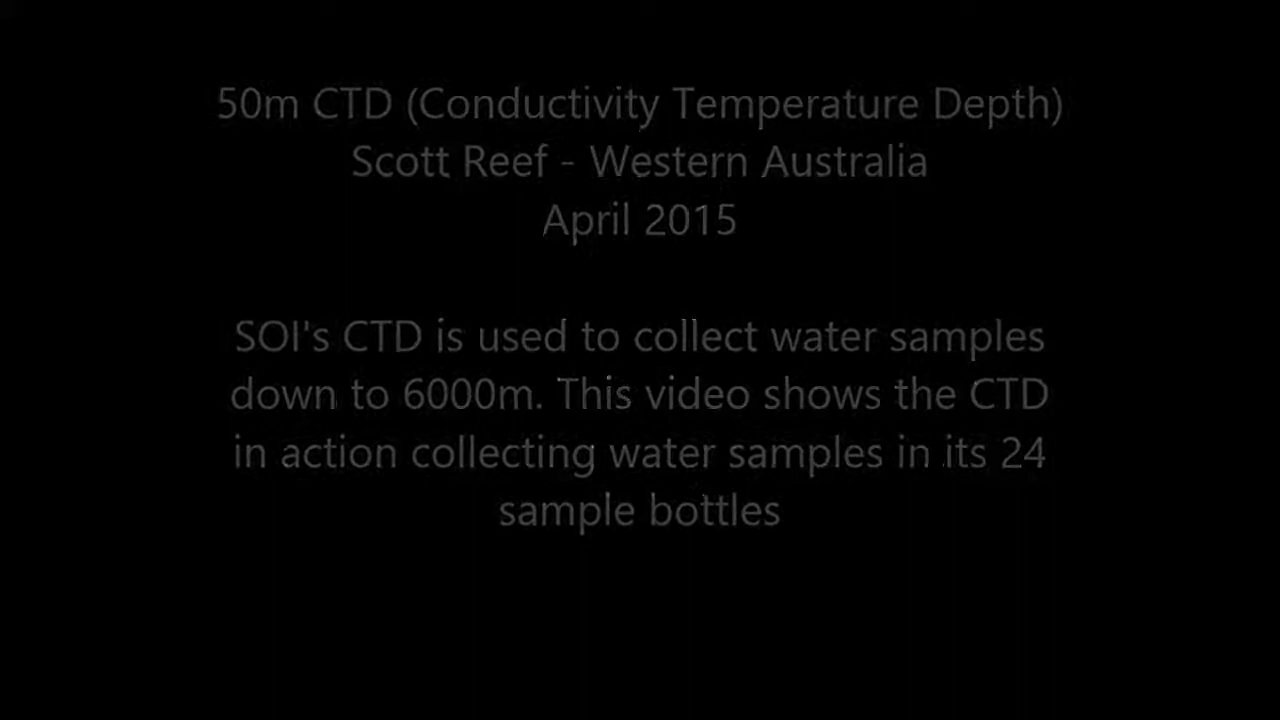 50m CTD (Conductivity Temperature Depth)
Scott Reef - Western Australia
April 2015
SOI's CTD is used to collect water samples
down to 6000m. This video shows the CTD
in action collecting water samples in its 24
sample bottles